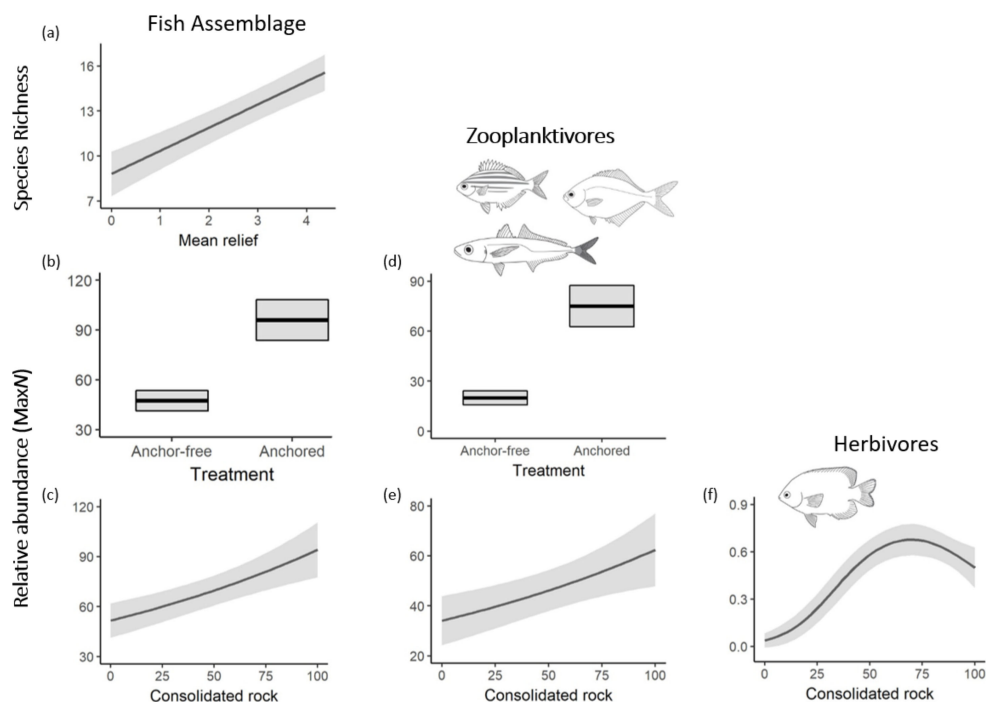 Fish Assemblage
(a)
Species Richness
16
13
10
7
0 1 2 3 4
Mean relief
Zooplanktivores
Relative abundance (MaxN)
(b)
120
90
60
30
Anchor-free Anchored
Treatment
(d)
90
60
30
0
Anchor-free Anchored
Treatment
(c)
120
90
60
30
0 25 50 75 100
Consolidated rock
(e)
80
60
40
20
0 25 50 75 100
Consolidated rock
Herbivores
(f)
0.9
0.6
0.3
0.0
0 25 50 75 100
Consolidated rock